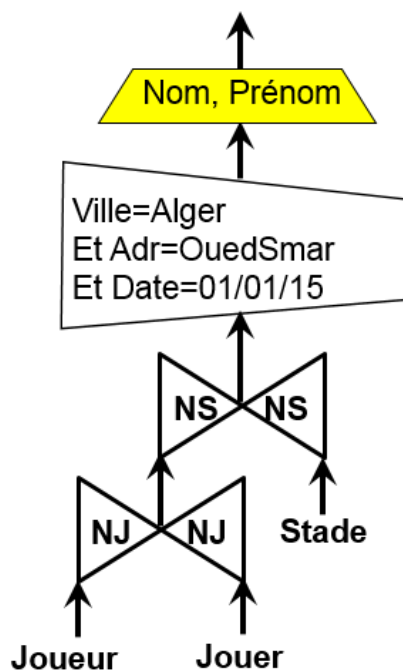 Nom, Prénom
Ville=Alger
Et Adr=OuedSmar
Et Date=01/01/15
NS NS
NJ NJ
Stade
Joueur Jouer